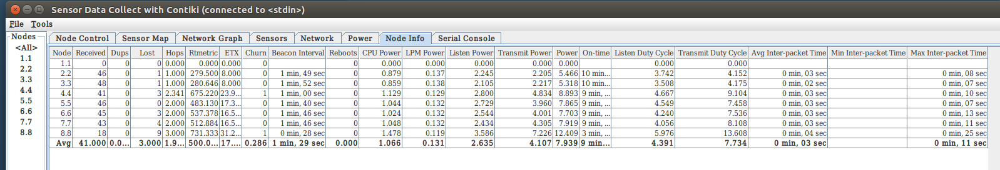 Sensor Data Collect with Contiki (connected to <stdin>)
File Tools
Nodes
<All>
1.1
2.2
3.3
4.4
5.5
6.6
7.7
8.8
Node Control Sensor Map Network Graph Sensors Network Power Node Info Serial Console
Node Received Dups Lost Hops Rtmetric ETX Churn Beacon Interval Reboots CPU Power LPM Power Listen Power Transmit Power Power On-time Listen Duty Cycle Transmit Duty Cycle Avg Inter-packet Time Min Inter-packet Time Max Inter-packet Time
1.1 0 0 0 0.000 0.000 0.000 0 0 0.000 0.000 0.000 0.000 0.000 0.000 0.000
2.2 46 0 1 1.000 279.500 8.000 0 1 min, 49 sec 0 0.879 0.137 2.245 2.205 5.466 10 min... 3.742 4.152 0 min, 03 sec 0 min, 08 sec
3.3 48 0 1 1.000 280.646 8.000 0 1 min, 52 sec 0 0.859 0.138 2.105 2.217 5.318 10 min... 3.508 4.175 0 min, 02 sec 0 min, 07 sec
4.4 41 0 3 2.341 675.220 23.9... 1 1 min, 00 sec 0 1.129 0.129 2.800 4.834 8.893 9 min, ... 4.667 9.104 0 min, 03 sec 0 min, 10 sec
5.5 46 0 0 2.000 483.130 17.3... 0 1 min, 40 sec 0 1.044 0.132 2.729 3.960 7.865 9 min, ... 4.549 7.458 0 min, 03 sec 0 min, 07 sec
6.6 45 0 3 2.000 537.378 16.5... 0 1 min, 46 sec 0 1.024 0.132 2.544 4.001 7.703 9 min, ... 4.240 7.536 0 min, 03 sec 0 min, 13 sec
7.7 43 0 4 2.000 512.884 16.5... 0 1 min, 46 sec 0 1.048 0.132 2.434 4.305 7.919 9 min, ... 4.056 8.108 0 min, 03 sec 0 min, 11 sec
8.8 18 0 9 3.000 731.333 31.2... 1 0 min, 28 sec 0 1.478 0.119 3.586 7.226 12.409 3 min, ... 5.976 13.608 0 min, 04 sec 0 min, 25 sec
Avg 41.000 0.0... 3.000 1.9... 500.0... 17.... 0.286 1 min, 29 sec 0.000 1.066 0.131 2.635 4.107 7.939 9 min... 4.391 7.734 0 min, 03 sec 0 min, 11 sec